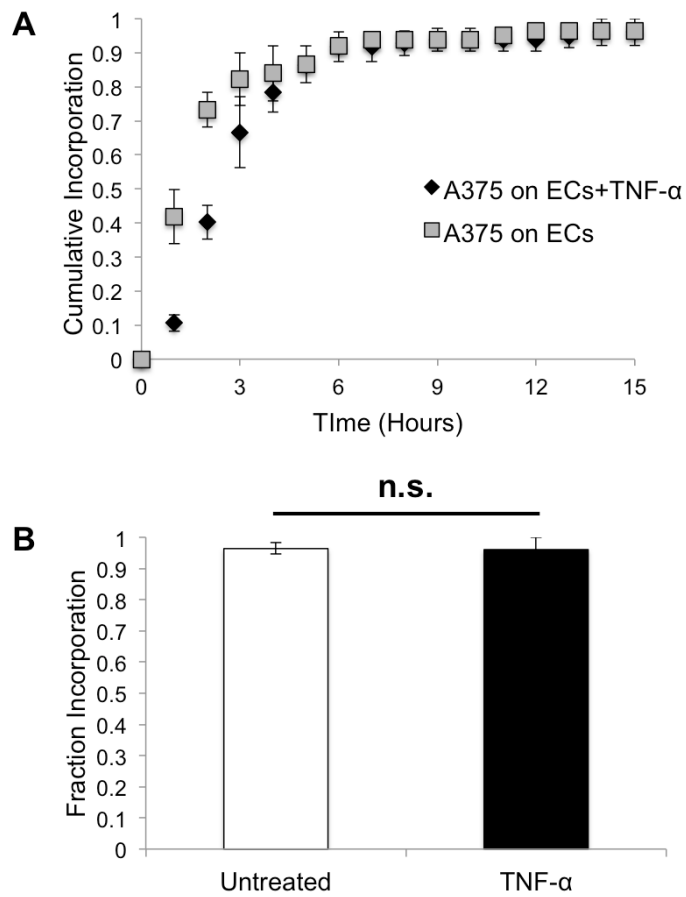 A
Cumulative Incorporation
1
0.9
0.8
0.7
0.6
0.5
0.4
0.3
0.2
0.1
0
A375 on ECs+TNF-α
A375 on ECs
0 3 6 9 12 15
TIme (Hours)
n.s.
B
Fraction Incorporation
1
0.9
0.8
0.7
0.6
0.5
0.4
0.3
0.2
0.1
0
Untreated TNF-α